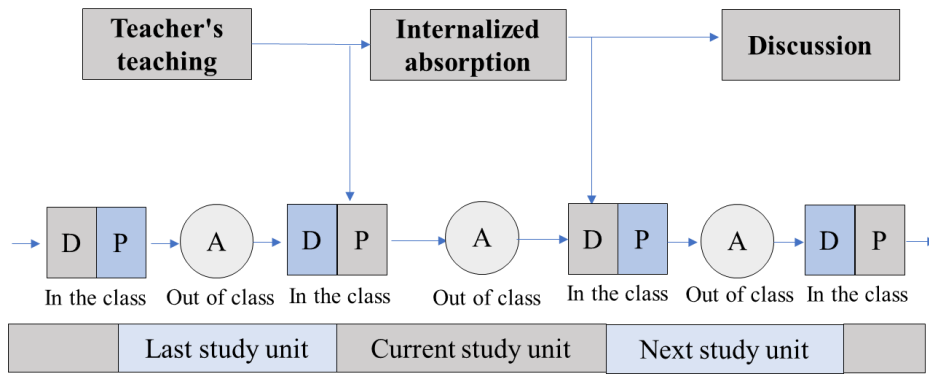 Teacher's
teaching
Internalized
absorption
Discussion
D P A D P A D P A D P
In the class Out of class In the class Out of class In the class Out of class In the class
Last study unit Current study unit Next study unit